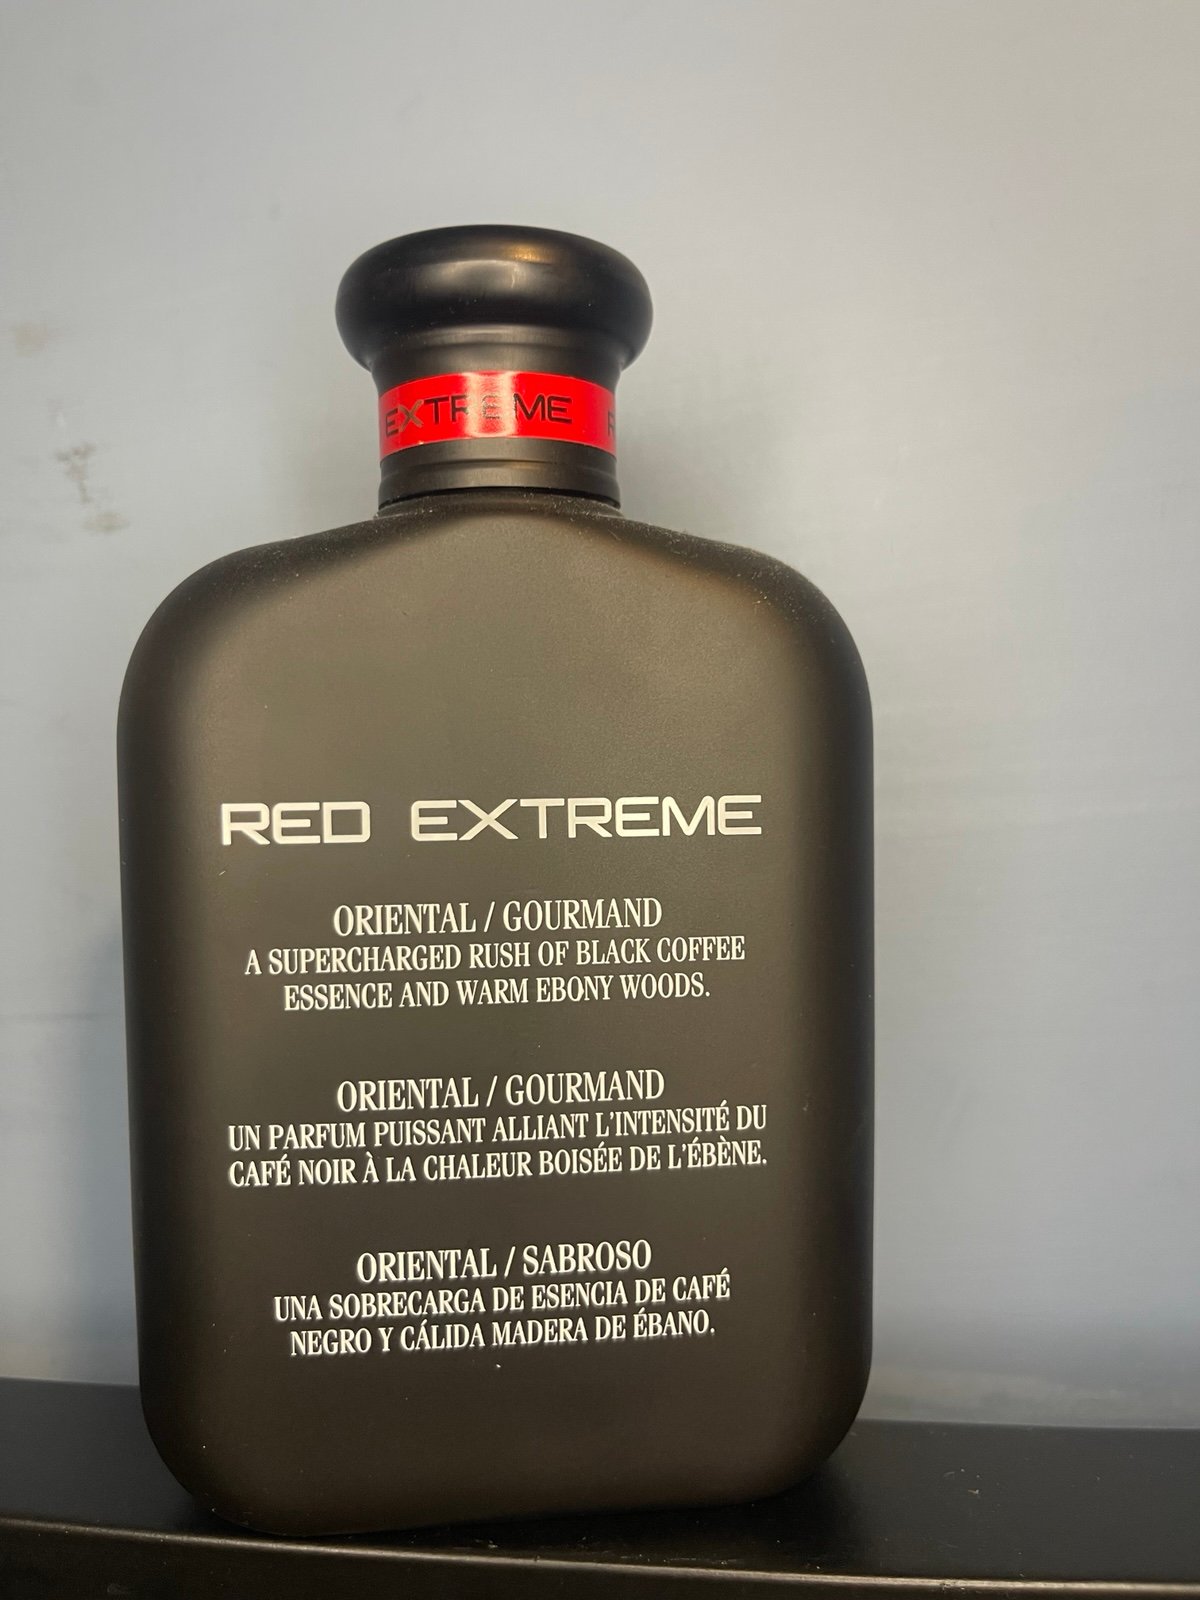 EXTREME R
RED EXTREME
ORIENTAL / GOURMAND
A SUPERCHARGED RUSH OF BLACK COFFEE
ESSENCE AND WARM EBONY WOODS.
ORIENTAL / GOURMAND
UN PARFUM PUISSANT ALLIANT L'INTENSITÉ DU
CAFÉ NOIR À LA CHALEUR BOISÉE DE L'ÉBÈNE.
ORIENTAL / SABROSO
UNA SOBRECARGA DE ESENCIA DE CAFÉ
NEGRO Y CÁLIDA MADERA DE ÉBANO.